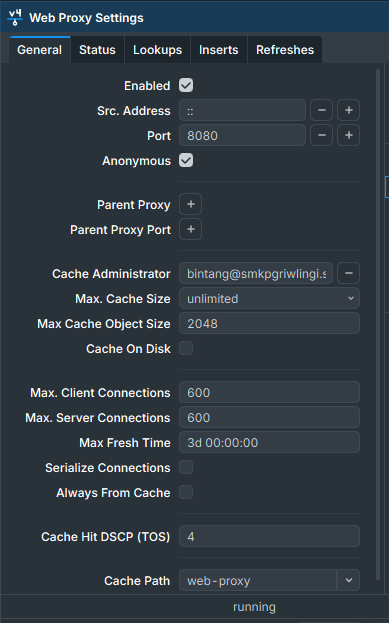 v4 Web Proxy Settings
General Status Lookups Inserts Refreshes
Enabled
Src. Address ::
Port 8080
Anonymous
Parent Proxy
Parent Proxy Port
Cache Administrator bintang@smkpgriwlingi.s
Max. Cache Size unlimited
Max Cache Object Size 2048
Cache On Disk
Max. Client Connections 600
Max. Server Connections 600
Max Fresh Time 3d 00:00:00
Serialize Connections
Always From Cache
Cache Hit DSCP (TOS) 4
Cache Path web-proxy
running